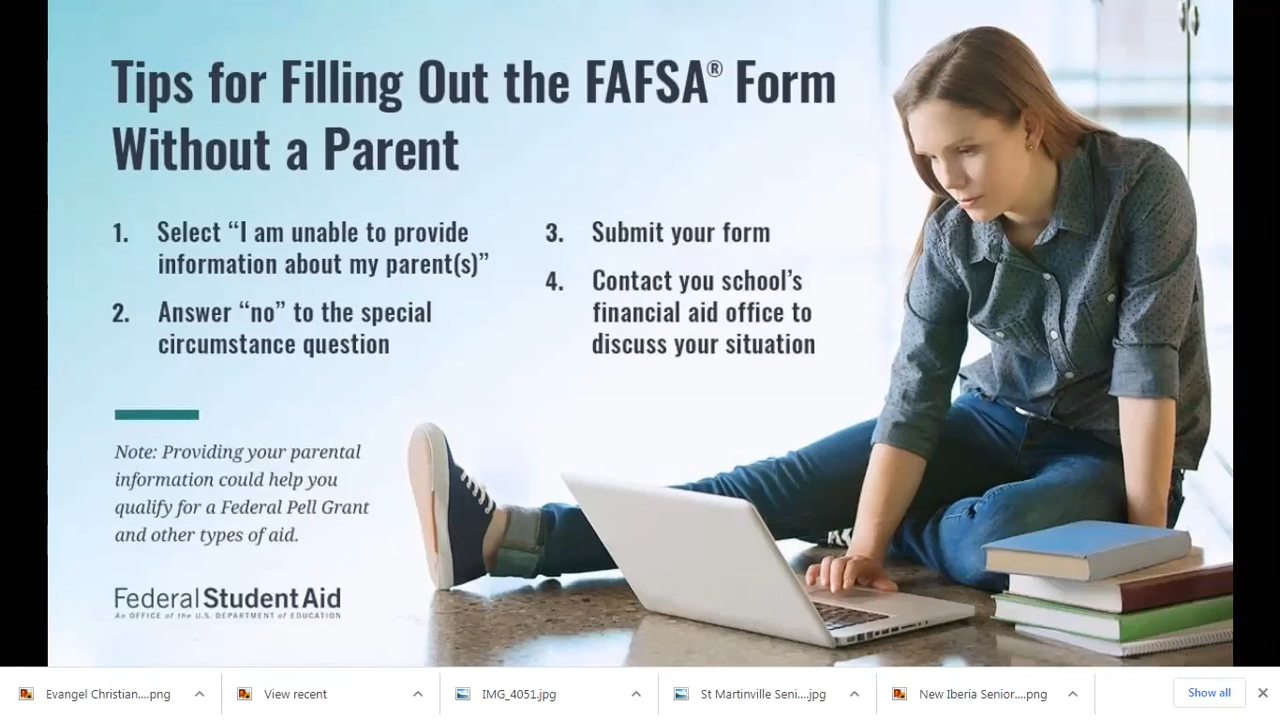 Tips for Filling Out the FAFSA® Form
Without a Parent
1. Select “I am unable to provide
information about my parent(s)”
2. Answer “no” to the special
circumstance question
3. Submit your form
4. Contact you school’s
financial aid office to
discuss your situation
Note: Providing your parental
information could help you
qualify for a Federal Pell Grant
and other types of aid.
Federal Student Aid
An OFFICE of the U.S. DEPARTMENT of EDUCATION
Evangel Christian....png
View recent
IMG_4051.jpg
St Martinville Seni....jpg
New Iberia Senior....png
Show all